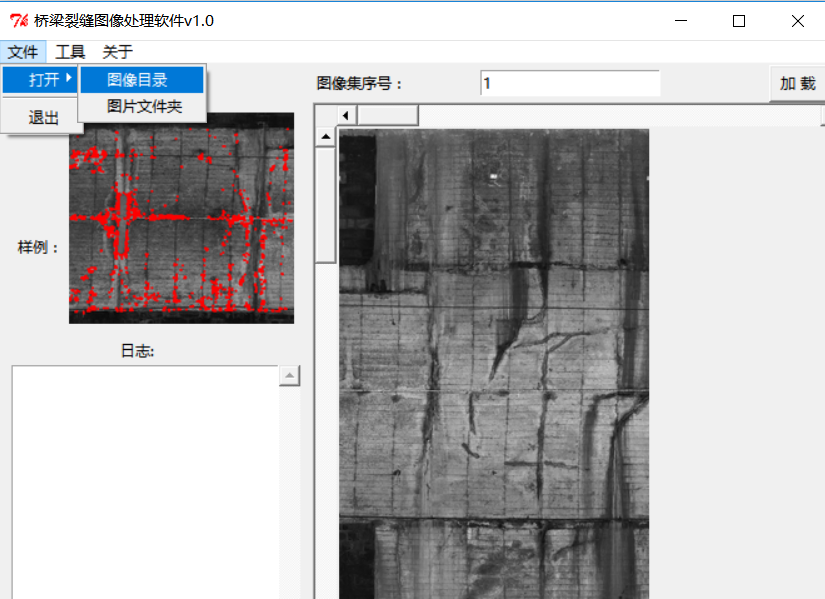 桥梁裂缝图像处理软件v1.0
文件 工具 关于
打开 图像目录
图片文件夹
退出
图像集序号： 1 加 载
样例：
日志: